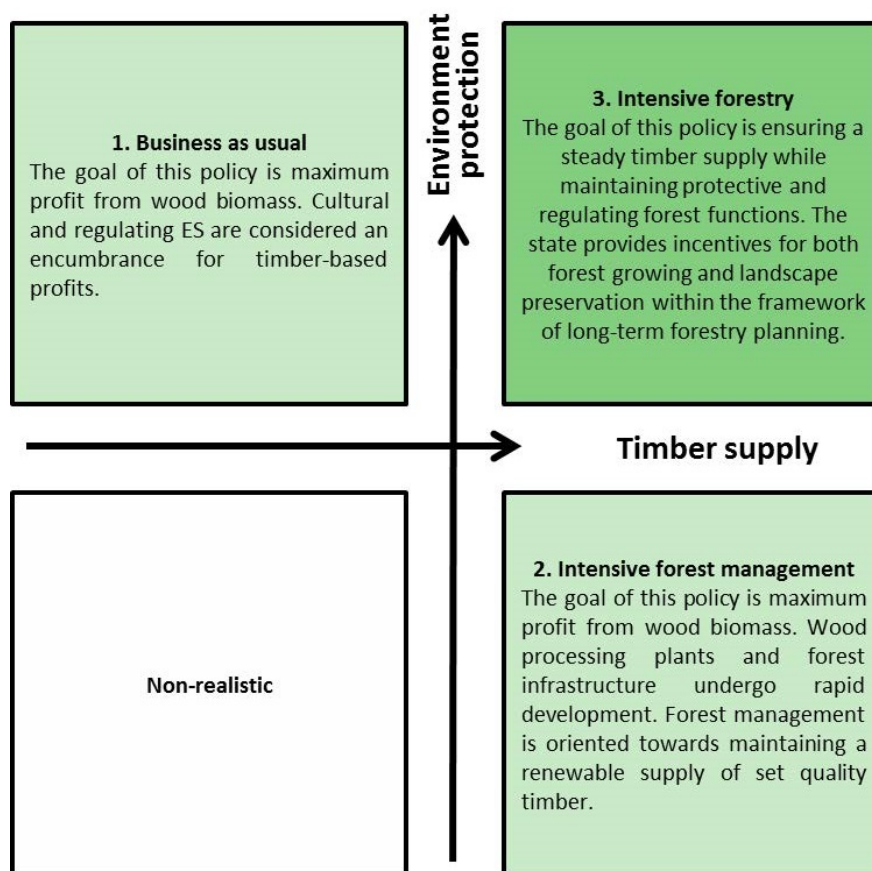 1. Business as usual
The goal of this policy is maximum
profit from wood biomass. Cultural
and regulating ES are considered an
encumbrance for timber-based
profits.
Environment
protection
3. Intensive forestry
The goal of this policy is ensuring a
steady timber supply while
maintaining protective and
regulating forest functions. The
state provides incentives for both
forest growing and landscape
preservation within the framework
of long-term forestry planning.
Timber supply
Non-realistic
2. Intensive forest management
The goal of this policy is maximum
profit from wood biomass. Wood
processing plants and forest
infrastructure undergo rapid
development. Forest management
is oriented towards maintaining a
renewable supply of set quality
timber.